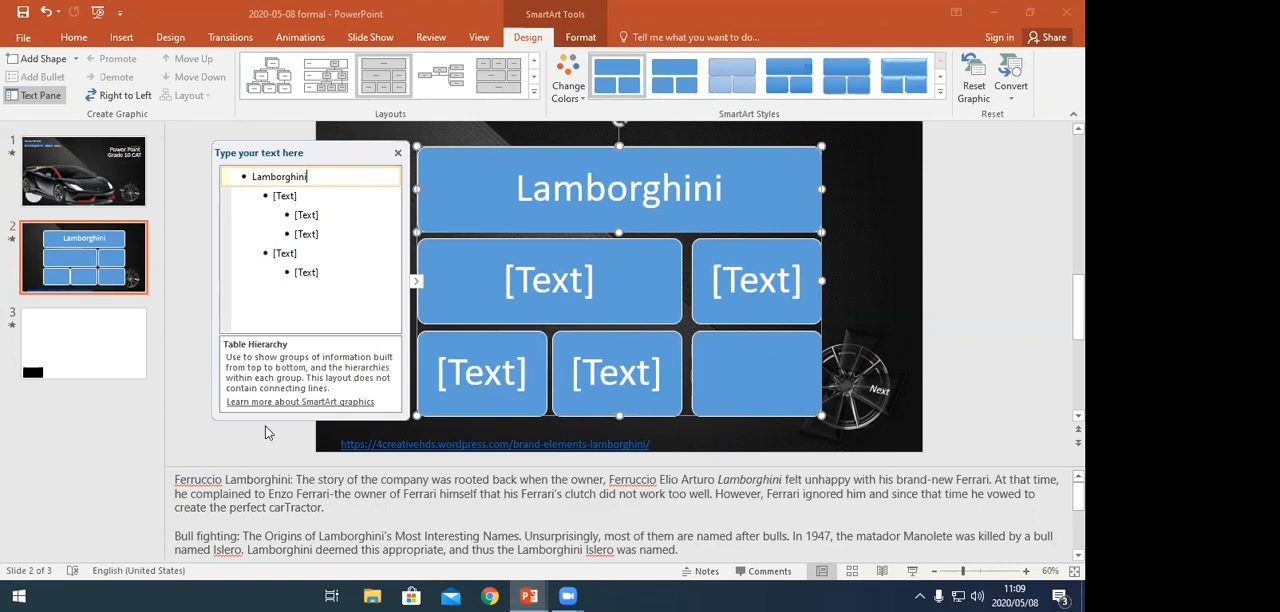 2020-05-08 formal - PowerPoint
SmartArt Tools
File
Home
Insert
Design
Transitions
Animations
Slide Show
Review
View
Design
Format
Tell me what you want to do...
Sign in
Share
Add Shape
Promote
Move Up
Add Bullet
Demote
Move Down
Text Pane
Right to Left
Layout
Create Graphic
Layouts
Change
Colors
SmartArt Styles
Reset
Graphic
Convert
Reset
1
Power Point
Grade 10 CAT
2
Lamborghini
3
Type your text here
Lamborghini
[Text]
[Text]
[Text]
[Text]
[Text]
Table Hierarchy
Use to show groups of information built
from top to bottom, and the hierarchies
within each group. This layout does not
contain connecting lines.
Learn more about SmartArt graphics
Lamborghini
[Text]
[Text]
[Text]
[Text]
Next
https://4creativehds.wordpress.com/brand-elements-lamborghini/
Ferruccio Lamborghini: The story of the company was rooted back when the owner, Ferruccio Elio Arturo Lamborghini felt unhappy with his brand-new Ferrari. At that time,
he complained to Enzo Ferrari-the owner of Ferrari himself that his Ferrari's clutch did not work too well. However, Ferrari ignored him and since that time he vowed to
create the perfect carTractor.
Bull fighting: The Origins of Lamborghini's Most Interesting Names. Unsurprisingly, most of them are named after bulls. In 1947, the matador Manolete was killed by a bull
named Islero. Lamborghini deemed this appropriate, and thus the Lamborghini Islero was named.
Slide 2 of 3
English (United States)
Notes
Comments
60%
11:09
2020/05/08
3